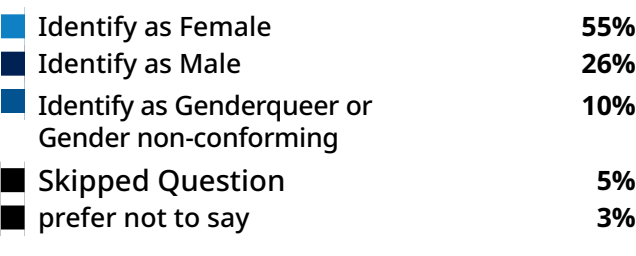 Identify as Female 55%
Identify as Male 26%
Identify as Genderqueer or 10%
Gender non-conforming
Skipped Question 5%
prefer not to say 3%